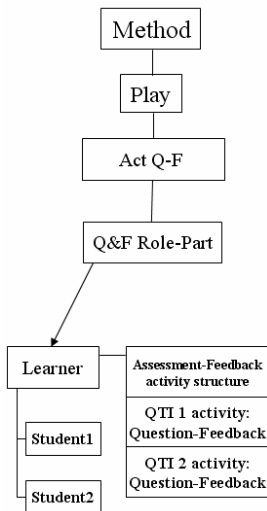 Method
Play
Act Q-F
Q&F Role-Part
Learner
Assessment-Feedback
activity structure
QTI 1 activity:
Question-Feedback
Student1
QTI 2 activity:
Question-Feedback
Student2